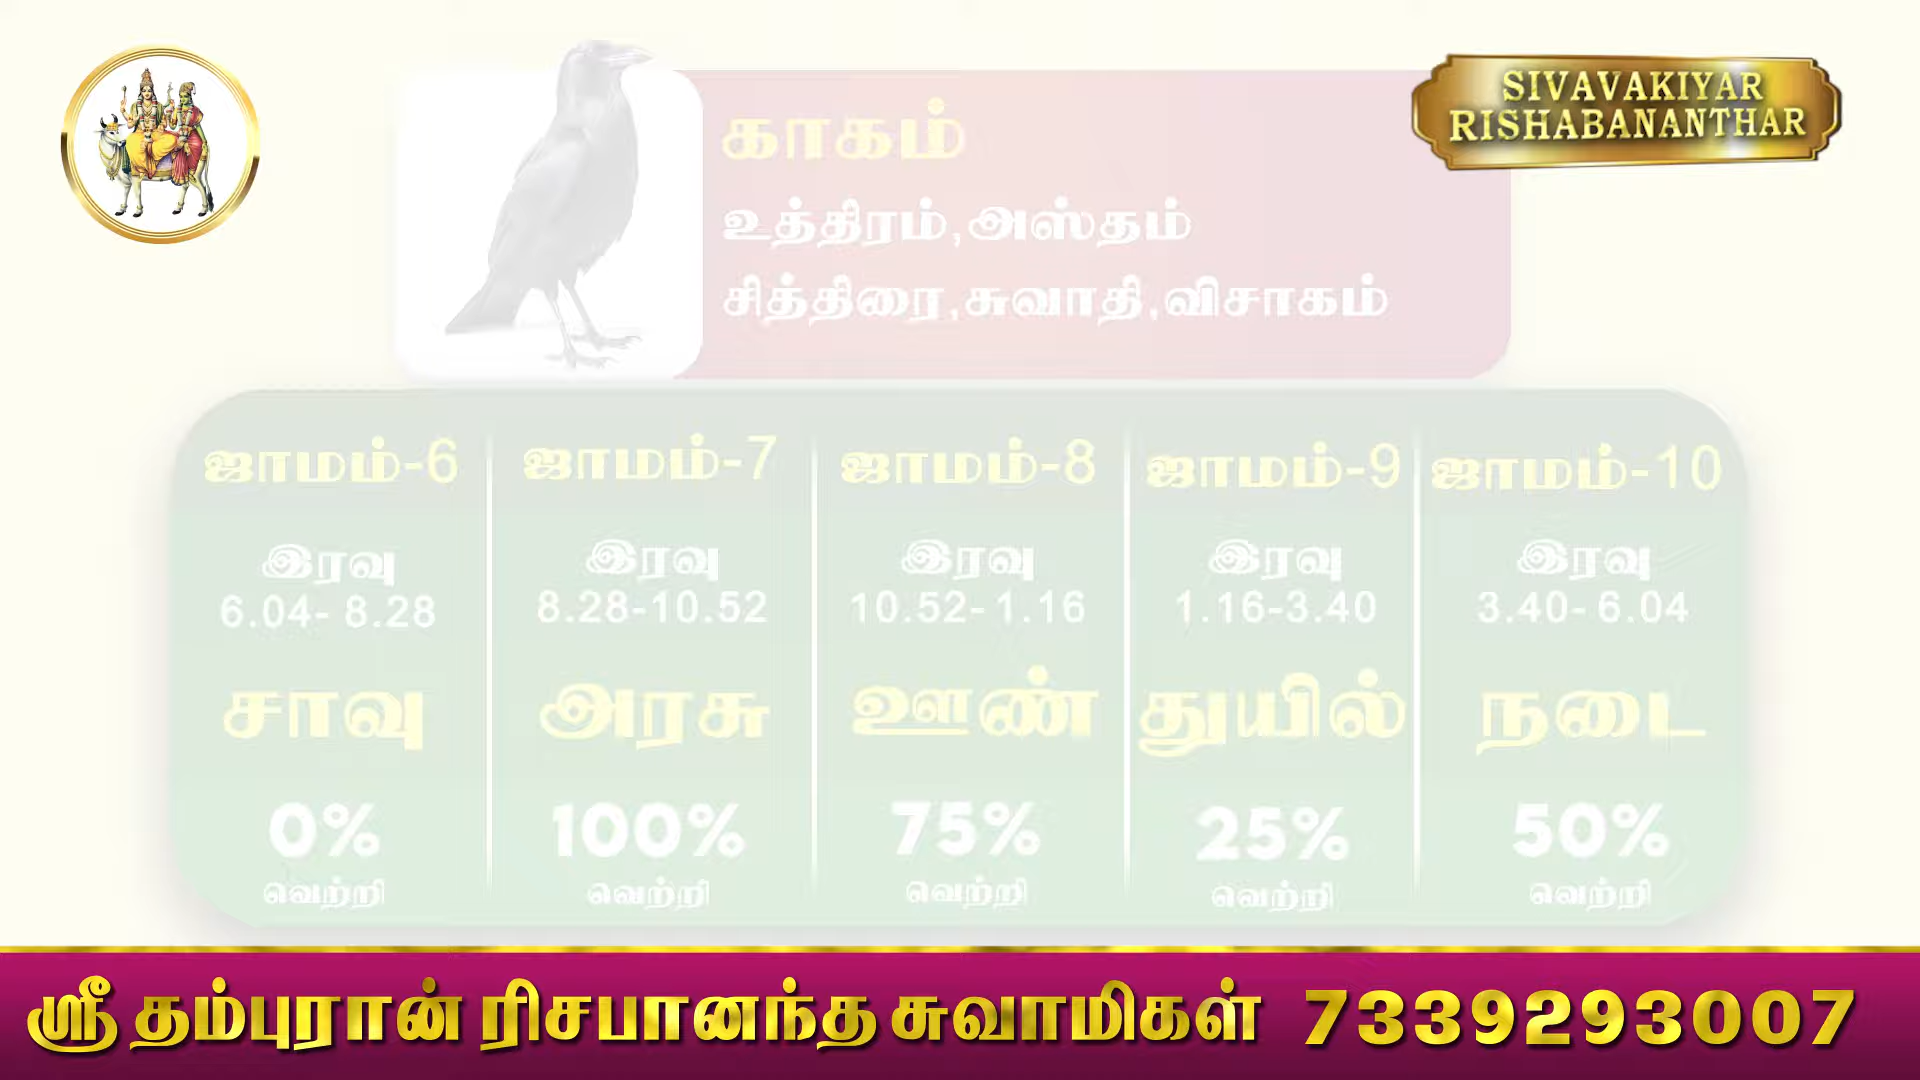 SIVAVAKIYAR
RISHABANANTHAR
காகம்
உத்திரம்,அஸ்தம்
சித்திரை,சுவாதி,விசாகம்
ஜாமம்-6
இரவு
6.04- 8.28
சாவு
0%
வெற்றி
ஜாமம்-7
இரவு
8.28-10.52
அரசு
100%
வெற்றி
ஜாமம்-8
இரவு
10.52- 1.16
ஊண்
75%
வெற்றி
ஜாமம்-9
இரவு
1.16-3.40
துயில்
25%
வெற்றி
ஜாமம்-10
இரவு
3.40- 6.04
நடை
50%
வெற்றி
ஸ்ரீ தம்புரான் ரிசபானந்த சுவாமிகள் 7339293007